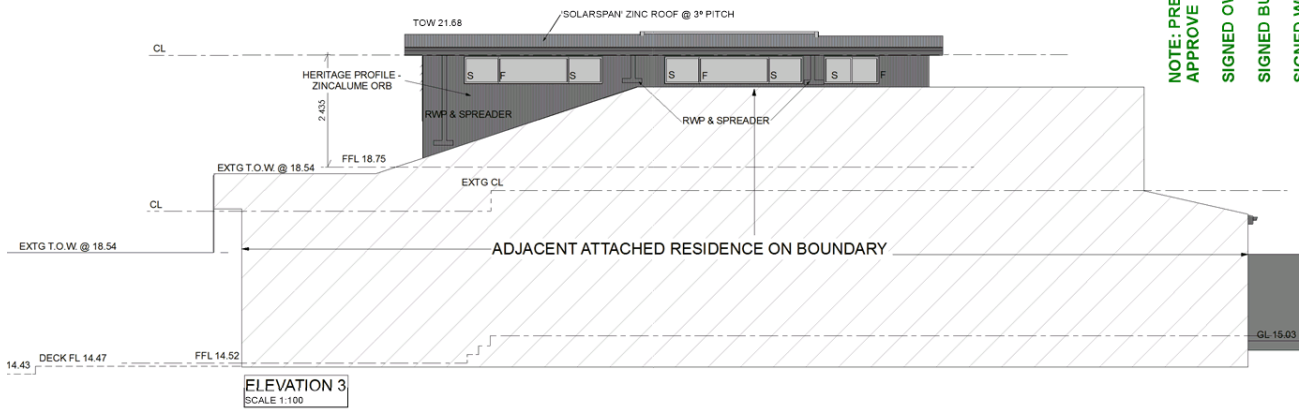 'SOLARSPAN' ZINC ROOF @ 3º PITCH
TOW 21.68
CL
HERITAGE PROFILE -
ZINCALUME ORB
S F S
S F S
S F
RWP & SPREADER
RWP & SPREADER
2 435
FFL 18.75
EXTG T.O.W. @ 18.54
EXTG CL
CL
EXTG T.O.W. @ 18.54
ADJACENT ATTACHED RESIDENCE ON BOUNDARY
GL 15.03
14.43
DECK FL 14.47
FFL 14.52
ELEVATION 3
SCALE 1:100
NOTE: PRE
APPROVE
SIGNED OW
SIGNED BU
SIGNED W